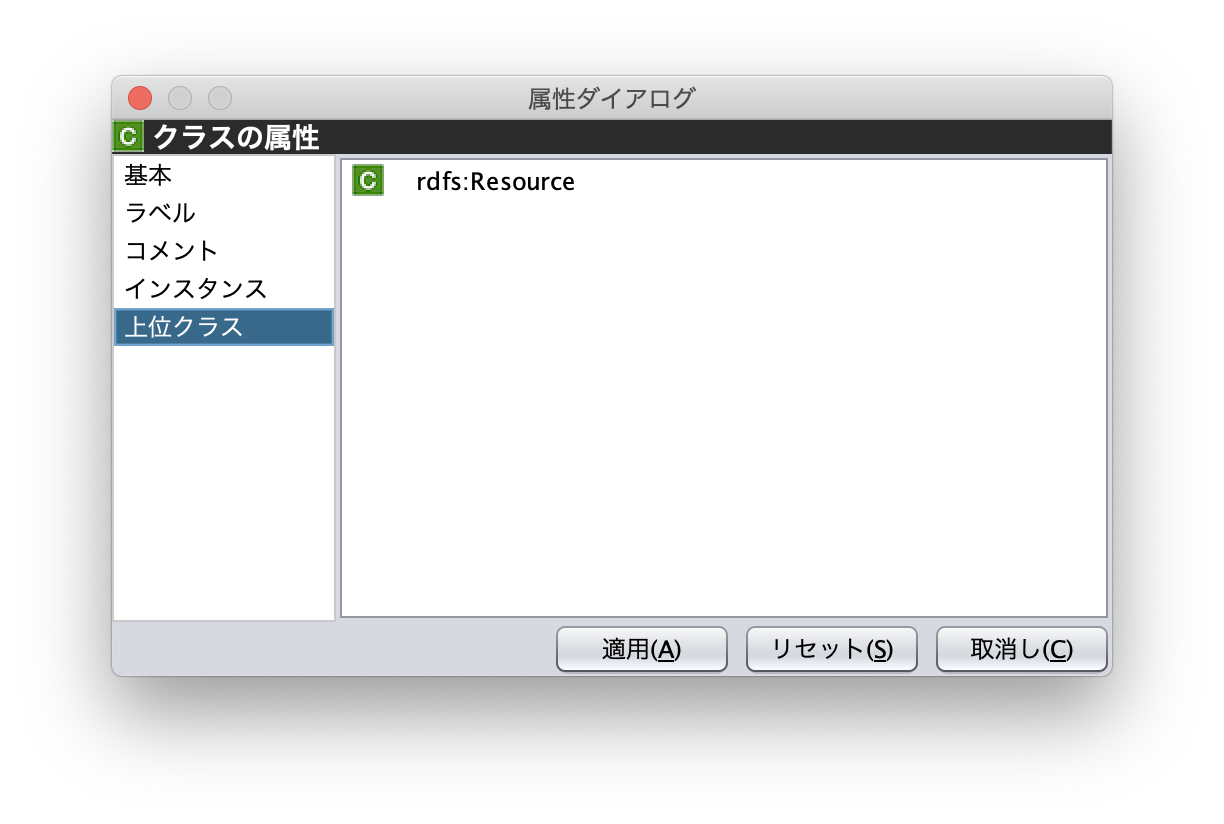 属性ダイアログ
C クラスの属性
基本
ラベル
コメント
インスタンス
上位クラス
C rdfs:Resource
適用(A) リセット(S) 取消し(C)